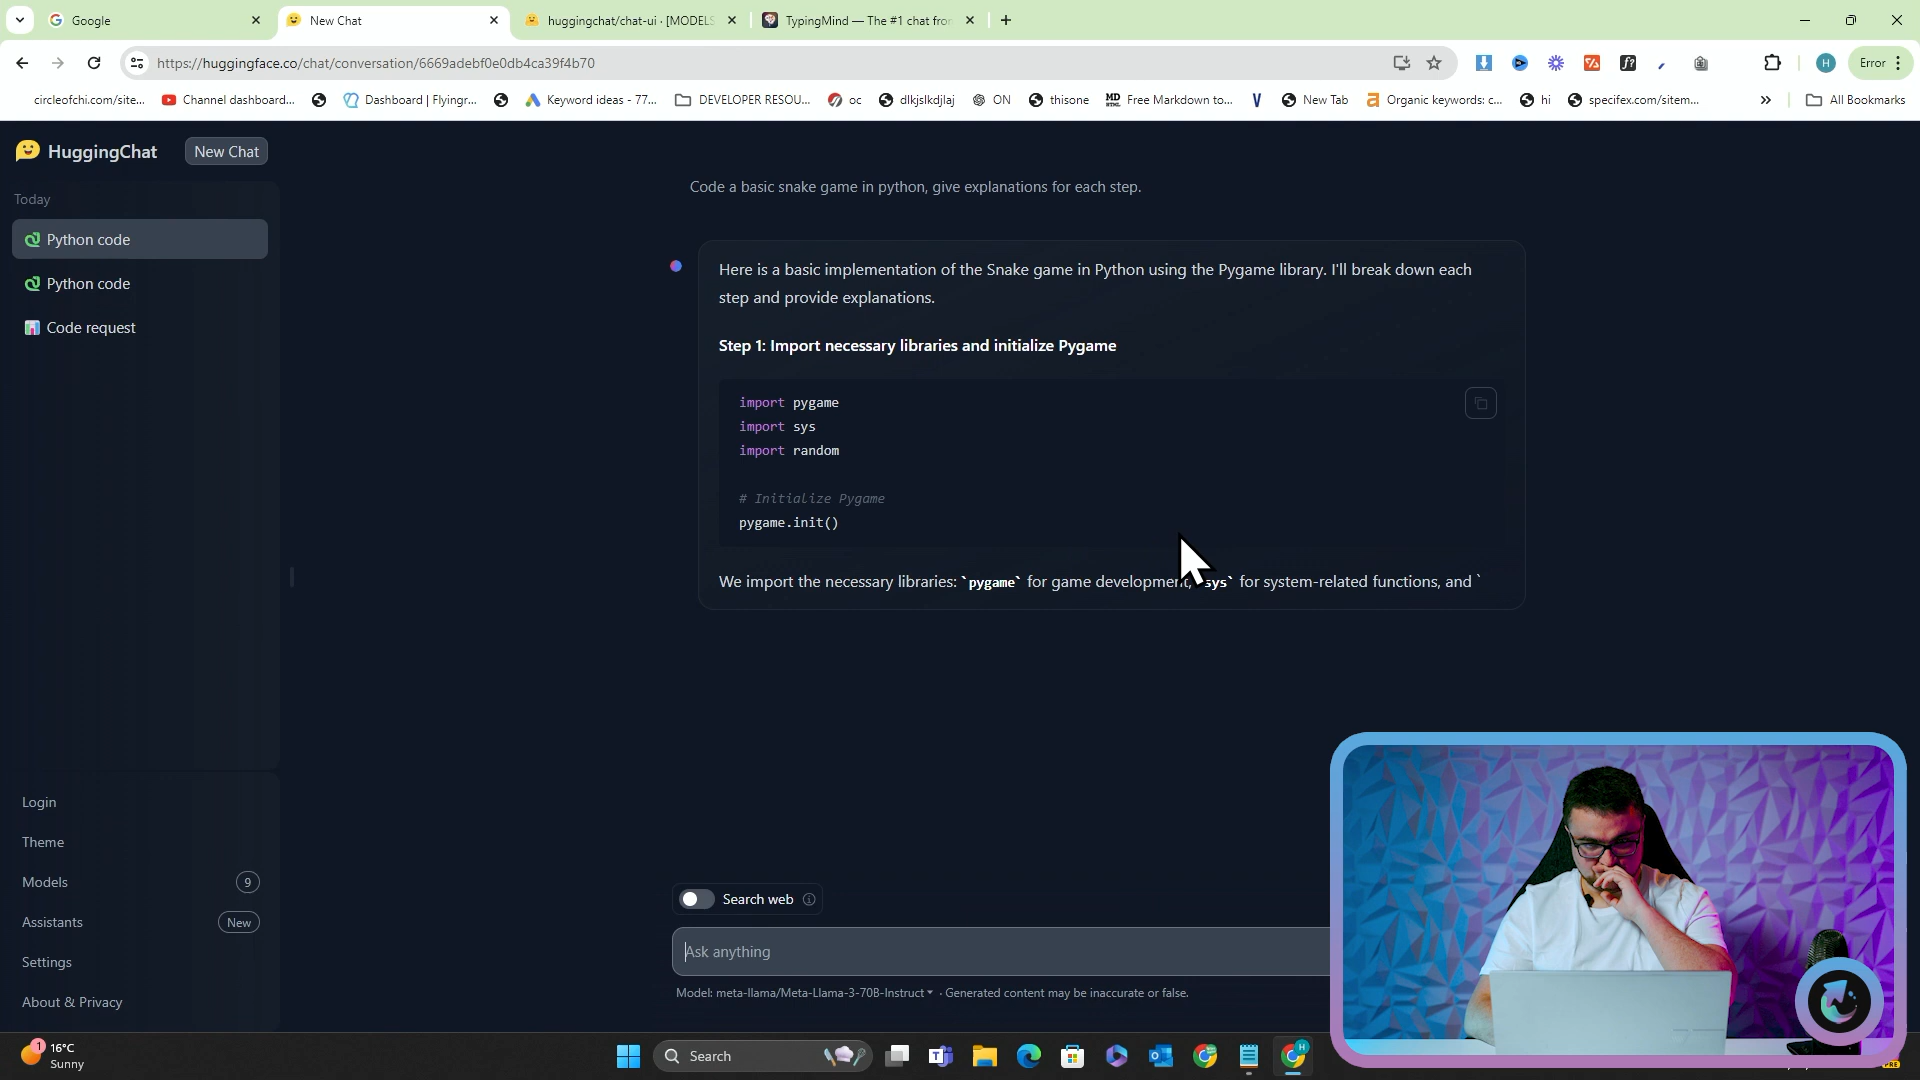 Google
New Chat
huggingchat/chat-ui · [MODELS
TypingMind — The #1 chat fron
https://huggingface.co/chat/conversation/6669adebf0e0db4ca39f4b70
Error
circleofchi.com/site...
Channel dashboard...
Dashboard | Flyingr...
Keyword ideas - 77...
DEVELOPER RESOU...
oc
dlkjslkdjlaj
ON
thisone
Free Markdown to...
New Tab
Organic keywords: c...
hi
specifex.com/sitem...
All Bookmarks
HuggingChat
New Chat
Today
Python code
Python code
Code request
Login
Theme
Models
9
Assistants
New
Settings
About & Privacy
Code a basic snake game in python, give explanations for each step.
Here is a basic implementation of the Snake game in Python using the Pygame library. I'll break down each
step and provide explanations.
Step 1: Import necessary libraries and initialize Pygame
import pygame
import sys
import random
# Initialize Pygame
pygame.init()
We import the necessary libraries: `pygame` for game development, sys` for system-related functions, and `
Search web
Ask anything
Model: meta-llama/Meta-Llama-3-70B-Instruct · Generated content may be inaccurate or false.
1
16°C
Sunny
Search
PRE